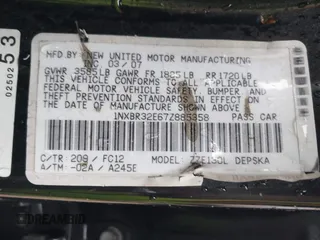 MFD.BY NEW UNITED MOTOR MANUFACTURING
INC. 03/07
GVWR 3585LB GAWR FR 1825LB RR 1720LB
THIS VEHICLE CONFORMS TO ALL APPLICABLE
FEDERAL MOTOR VEHICLE SAFETY, BUMPER, AND
THEFT PREVENTION STANDARDS IN EFFECT ON
THE DATE OF MANUFACTURE SHOWN ABOVE.
1NXBR32E67Z885358 PASS CAR
C/TR: 209 / FC12 MODEL: ZZE130L DEPSKA
A/TM: -02A / A245E
53
02502
DREAMBID